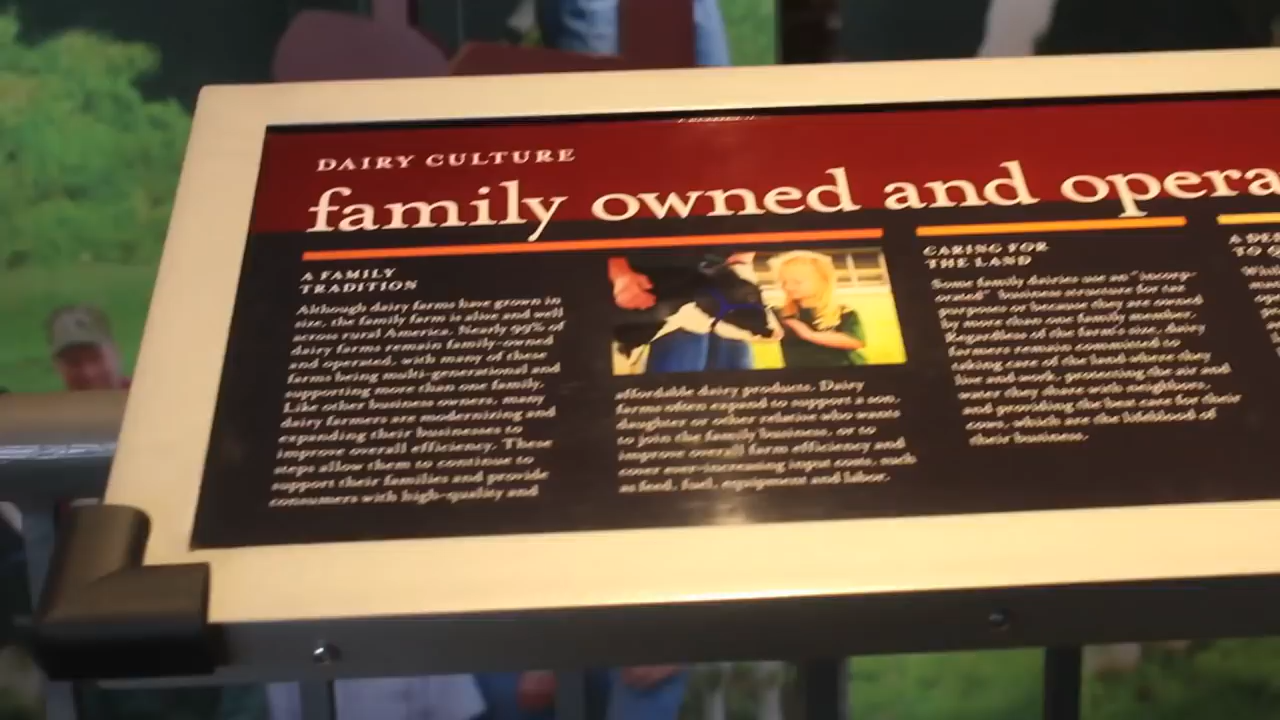 DAIRY CULTURE
family owned and opera
A FAMILY
TRADITION
Although dairy farms have grown in
size, the family farm is alive and well
across rural America. Nearly 99% of
dairy farms remain family-owned
and operated, with many of these
farms being multi-generational and
supporting more than one family.
Like other business owners, many
dairy farmers are modernizing and
expanding their businesses to
improve overall efficiency. These
steps allow them to continue to
support their families and provide
consumers with high-quality and
affordable dairy products. Dairy
farms often expand to support a son,
daughter or other relative who wants
to join the family business, or to
improve overall farm efficiency and
cover ever-increasing input costs, such
as feed, fuel, equipment and labor.
CARING FOR
THE LAND
Some family dairies use an "incorp-
orated" business structure for tax
purposes or because they are owned
by more than one family member.
Regardless of the farm's size, dairy
farmers remain committed to
taking care of the land where they
live and work, protecting the air and
water they share with neighbors,
and providing the best care for their
cows, which are the lifeblood of
their business.
A DE
TO